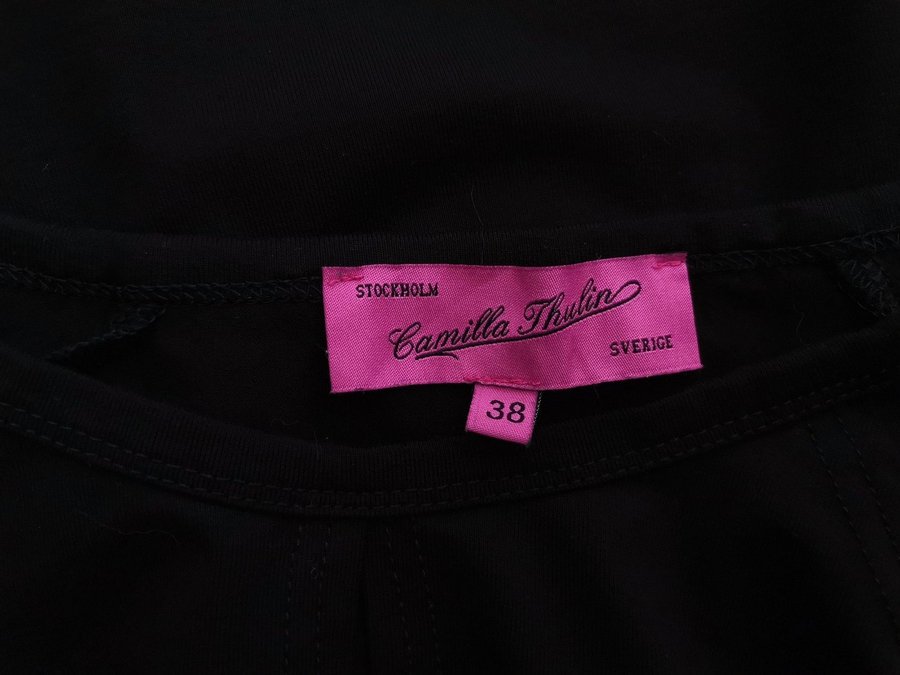 STOCKHOLM
Camilla Thulin
SVERIGE
38